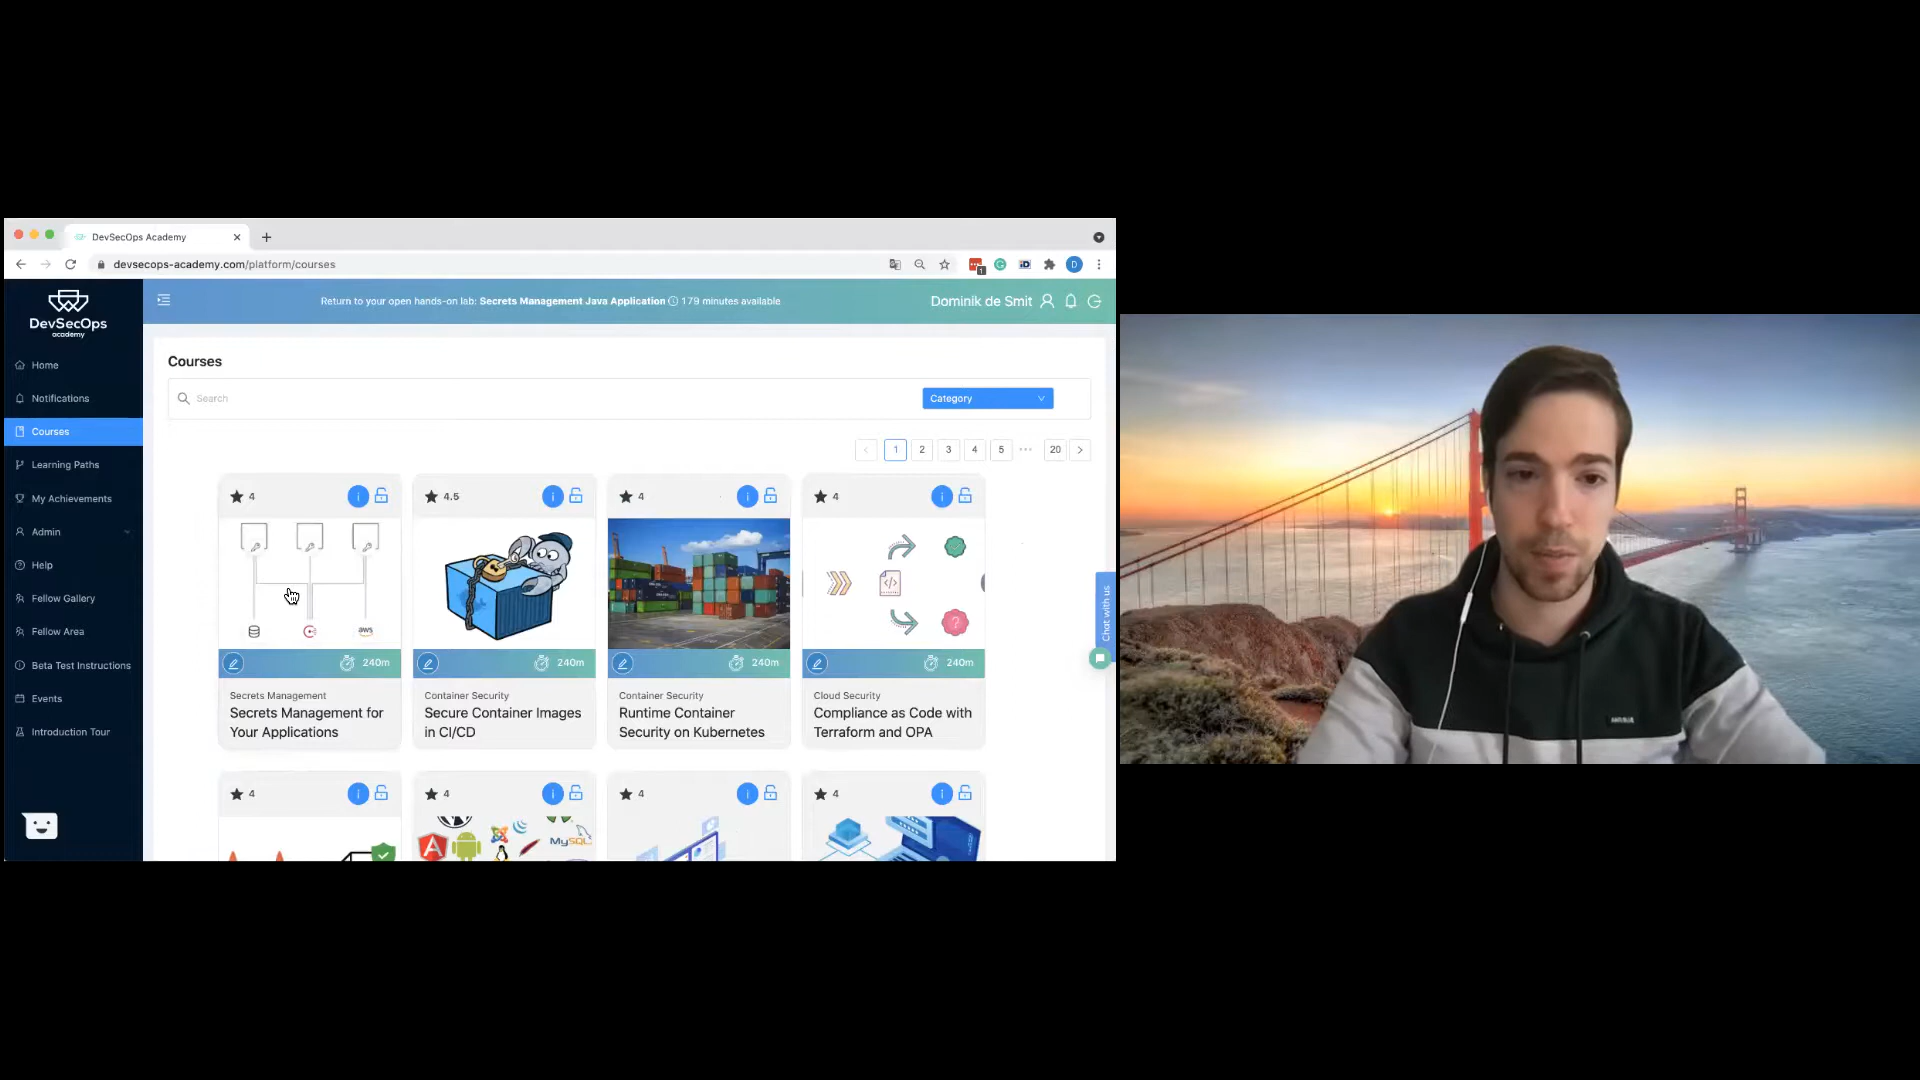 DevSecOps Academy
devsecops-academy.com/platform/courses
1
D
DevSecOps
academy
Return to your open hands-on lab: Secrets Management Java Application 179 minutes available
Dominik de Smit
Home
Notifications
Courses
Learning Paths
My Achievements
Admin
Help
Fellow Gallery
Fellow Area
Beta Test Instructions
Events
Introduction Tour
Courses
Search
Category
1 2 3 4 5 ••• 20
4
4.5
4
4
aws
240m
240m
240m
240m
Secrets Management
Secrets Management for
Your Applications
Container Security
Secure Container Images
in CI/CD
Container Security
Runtime Container
Security on Kubernetes
Cloud Security
Compliance as Code with
Terraform and OPA
4
4
4
4
MySQL
Chat with us